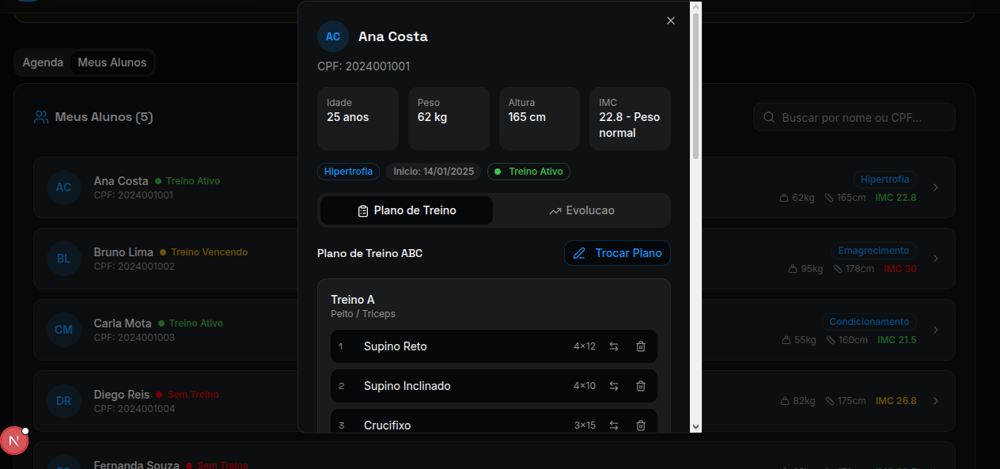 Agenda
Meus Alunos
Meus Alunos (5)
Buscar por nome ou CPF...
AC
Ana Costa
Treino Ativo
CPF: 2024001001
Hipertrofia
62kg
165cm
IMC 22.8
BL
Bruno Lima
Treino Vencendo
CPF: 2024001002
Emagrecimento
95kg
178cm
IMC 30
CM
Carla Mota
Treino Ativo
CPF: 2024001003
Condicionamento
55kg
160cm
IMC 21.5
DR
Diego Reis
Sem Treino
CPF: 2024001004
82kg
175cm
IMC 26.8
Fernanda Souza
Sem Treino
N
AC
Ana Costa
CPF: 2024001001
Idade
25 anos
Peso
62 kg
Altura
165 cm
IMC
22.8 - Peso
normal
Hipertrofia
Inicio: 14/01/2025
Treino Ativo
Plano de Treino
Evolucao
Plano de Treino ABC
Trocar Plano
Treino A
Peito / Triceps
1
Supino Reto
4×12
2
Supino Inclinado
4×10
3
Crucifixo
3×15